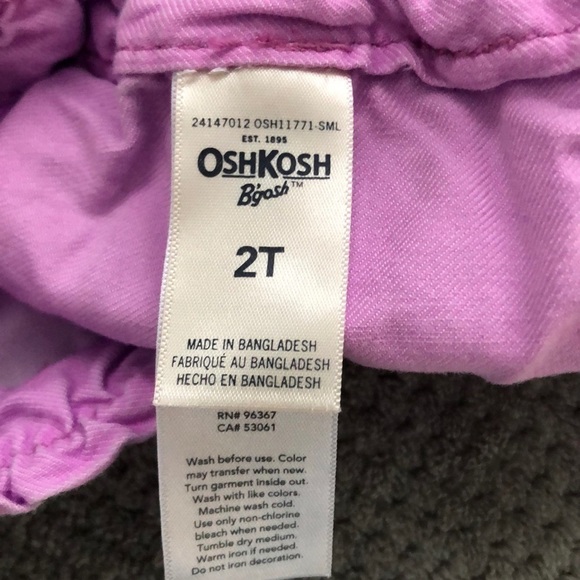 24147012 OSH11771-SML
EST. 1895
OSHKOSH
B'gosh™
2T
MADE IN BANGLADESH
FABRIQUÉ AU BANGLADESH
HECHO EN BANGLADESH
RN# 96367
CA# 53061
Wash before use. Color
may transfer when new.
Turn garment inside out.
Wash with like colors.
Machine wash cold.
Use only non-chlorine
bleach when needed.
Tumble dry medium.
Warm iron if needed.
Do not iron decoration.